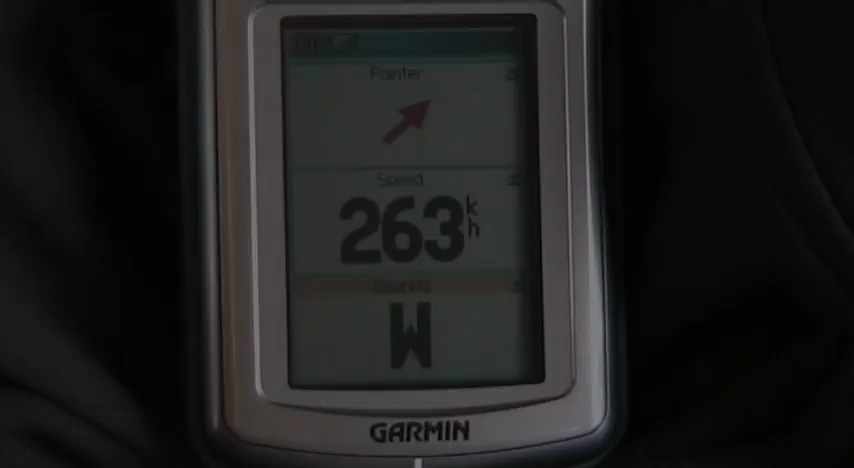 Pointer
Speed
263 k
h
W
GARMIN